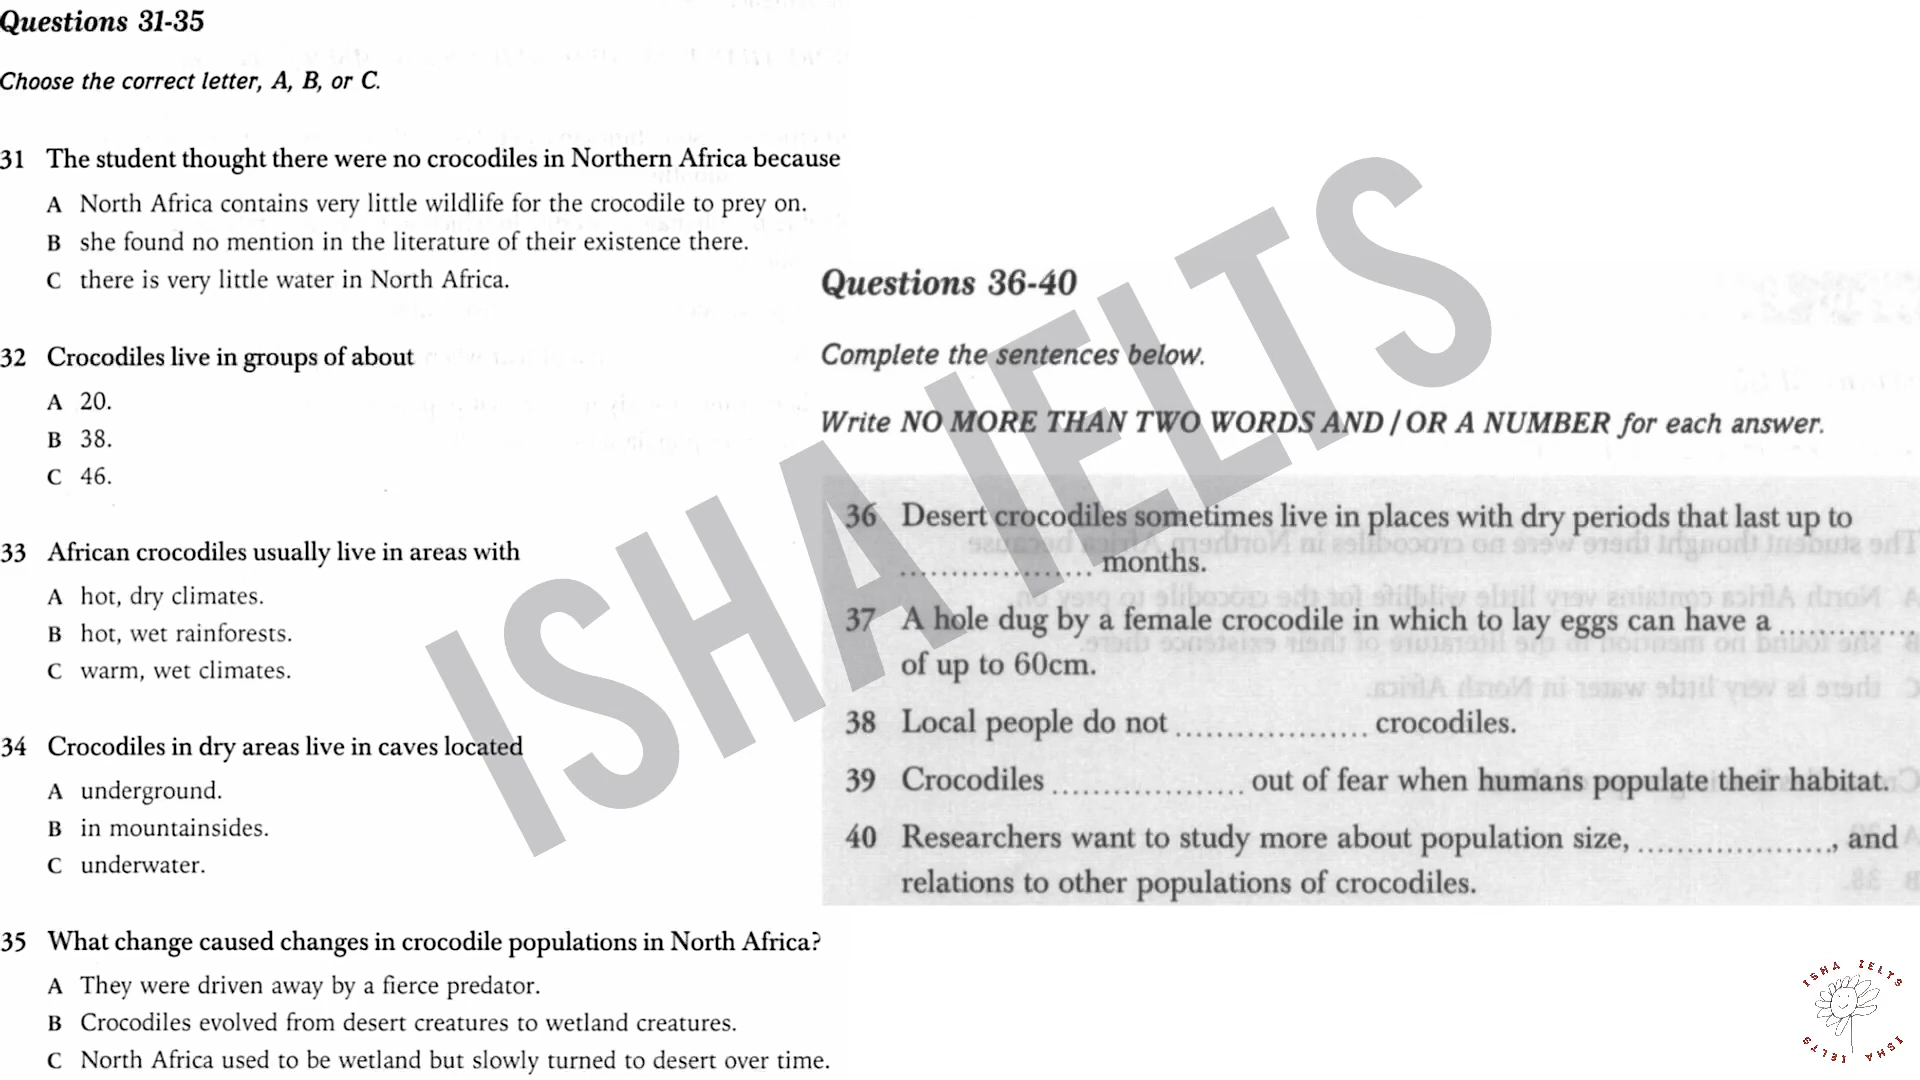 Questions 31-35
Choose the correct letter, A, B, or C.
31 The student thought there were no crocodiles in Northern Africa because
A North Africa contains very little wildlife for the crocodile to prey on.
B she found no mention in the literature of their existence there.
C there is very little water in North Africa.
32 Crocodiles live in groups of about
A 20.
B 38.
C 46.
33 African crocodiles usually live in areas with
A hot, dry climates.
B hot, wet rainforests.
C warm, wet climates.
34 Crocodiles in dry areas live in caves located
A underground.
B in mountainsides.
C underwater.
35 What change caused changes in crocodile populations in North Africa?
A They were driven away by a fierce predator.
B Crocodiles evolved from desert creatures to wetland creatures.
C North Africa used to be wetland but slowly turned to desert over time.
Questions 36-40
Complete the sentences below.
Write NO MORE THAN TWO WORDS AND / OR A NUMBER for each answer.
36 Desert crocodiles sometimes live in places with dry periods that last up to
................... months.
37 A hole dug by a female crocodile in which to lay eggs can have a ..............
of up to 60cm.
38 Local people do not ................... crocodiles.
39 Crocodiles ................... out of fear when humans populate their habitat.
40 Researchers want to study more about population size, ..................., and
relations to other populations of crocodiles.
ISHA IELTS
ISHA IELTS
ISHA IELTS